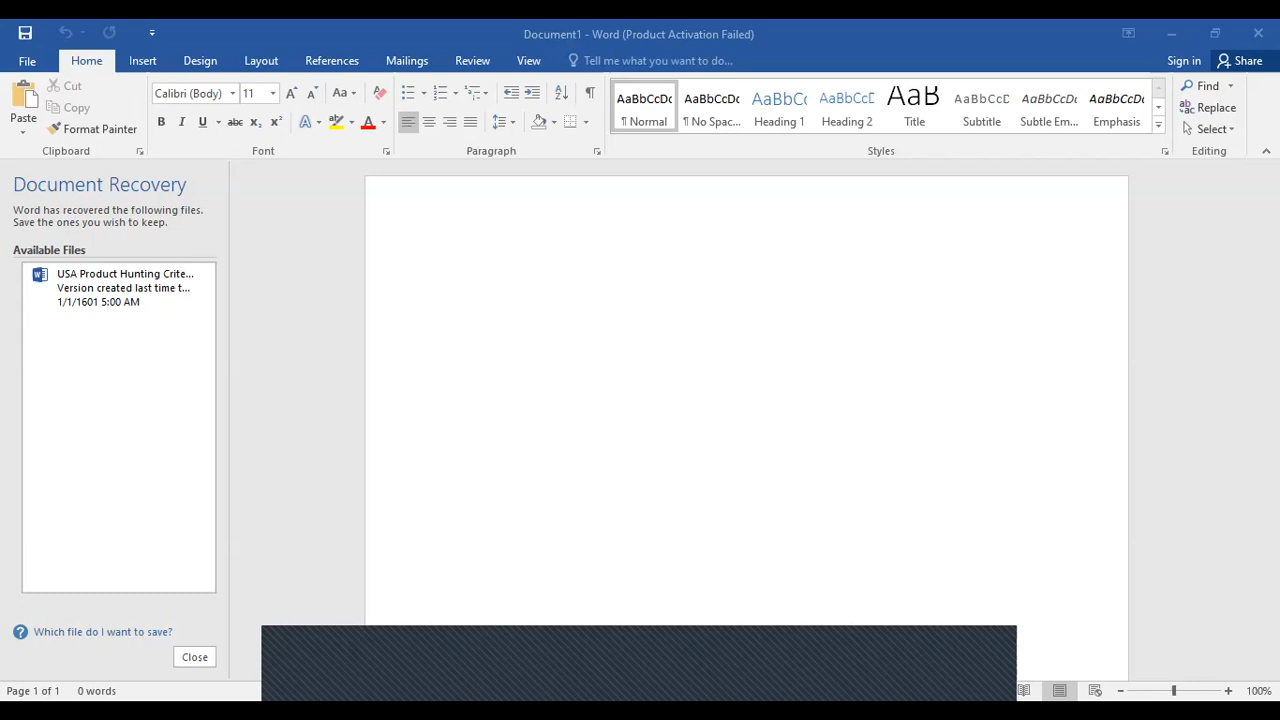 Document1 - Word (Product Activation Failed)
File Home Insert Design Layout References Mailings Review View Tell me what you want to do... Sign in Share
Paste
Cut
Copy
Format Painter
Clipboard
Calibri (Body) 11 Aa
B I U abc x₂ x² A A
Font
Paragraph
AaBbCcDc AaBbCcDc AaBbCc AaBbCcD AaB AaBbCcD AaBbCcDc AaBbCcDc
¶ Normal ¶ No Spac... Heading 1 Heading 2 Title Subtitle Subtle Em... Emphasis
Styles
Find
Replace
Select
Editing
Document Recovery
Word has recovered the following files.
Save the ones you wish to keep.
Available Files
USA Product Hunting Crite...
Version created last time t...
1/1/1601 5:00 AM
Which file do I want to save?
Close
Page 1 of 1 0 words
100%